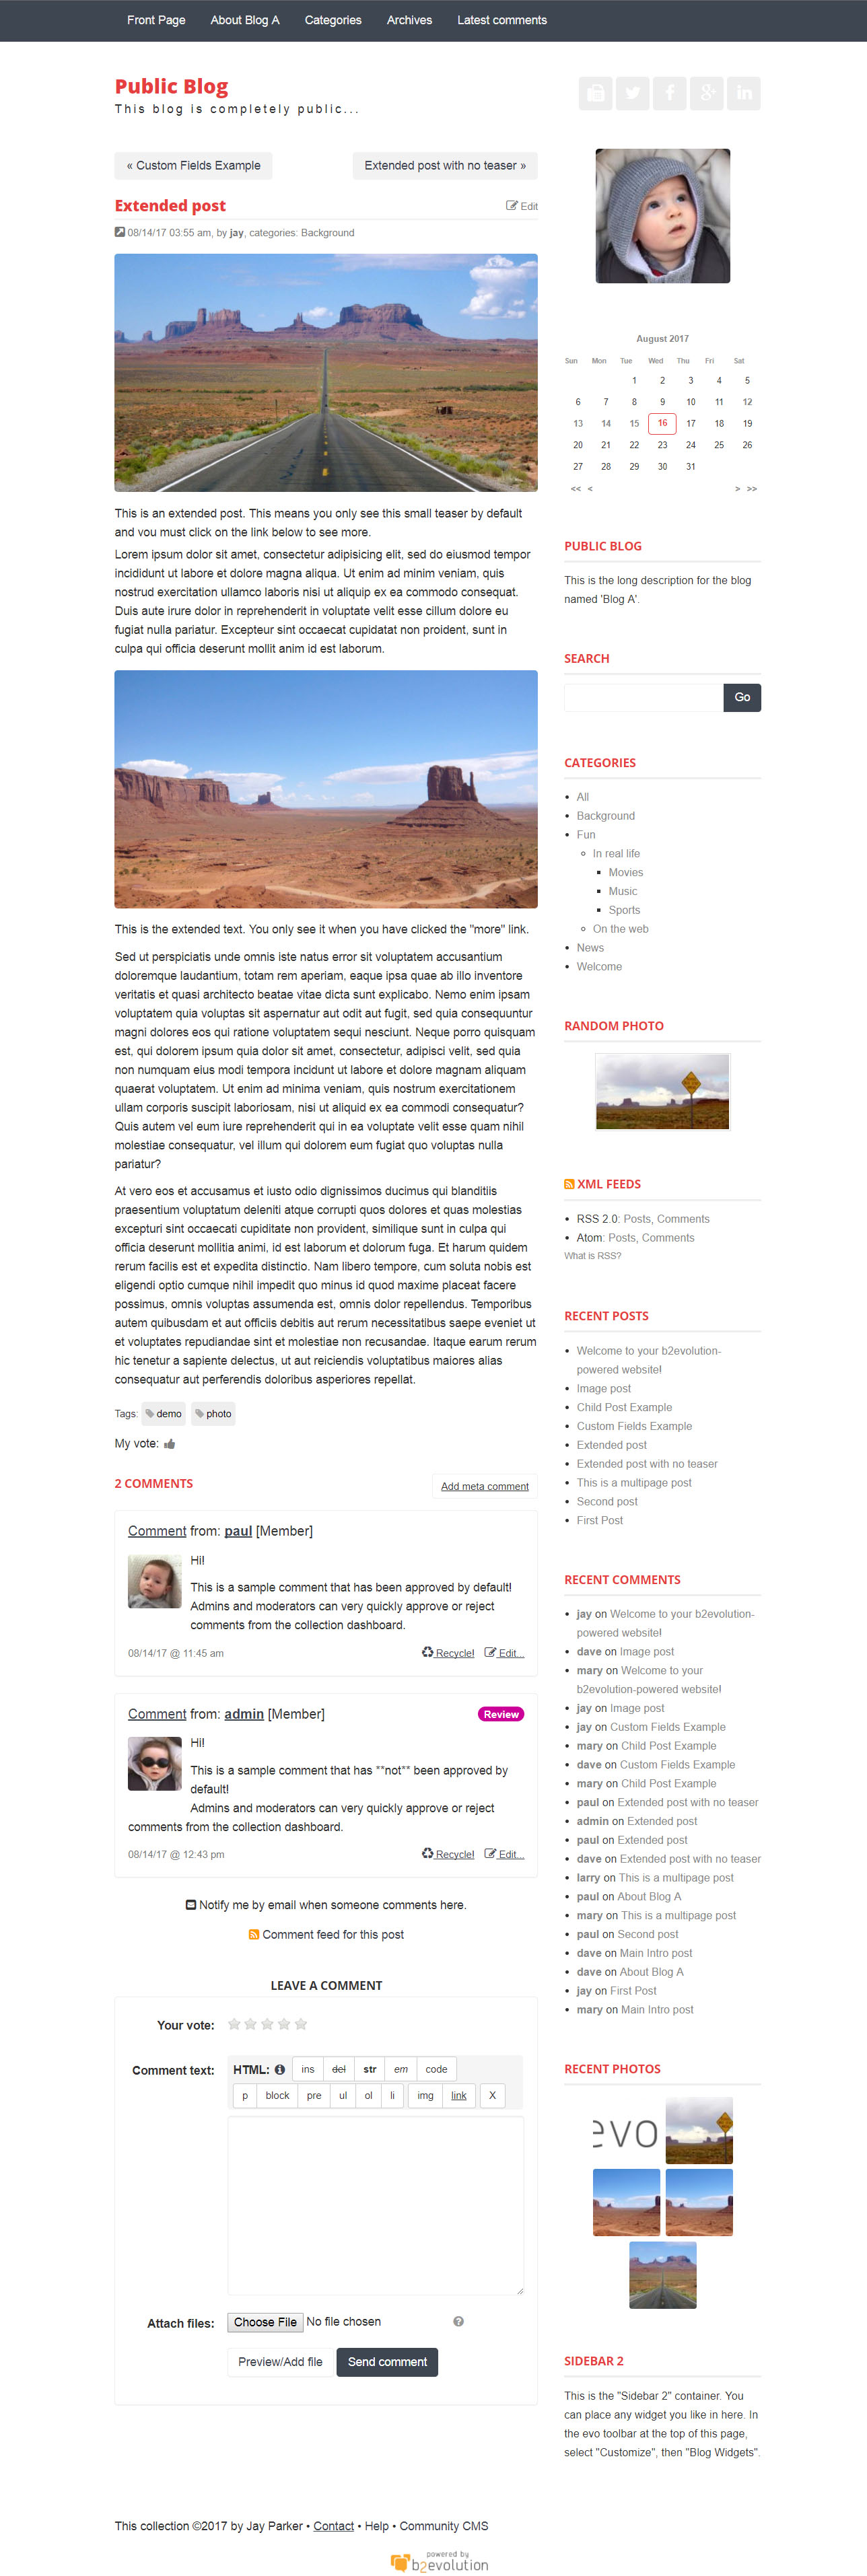 Front Page About Blog A Categories Archives Latest comments
Public Blog
This blog is completely public...
« Custom Fields Example Extended post with no teaser »
Extended post Edit
08/14/17 03:55 am, by jay, categories: Background
This is an extended post. This means you only see this small teaser by default
and you must click on the link below to see more.
Lorem ipsum dolor sit amet, consectetur adipisicing elit, sed do eiusmod tempor
incididunt ut labore et dolore magna aliqua. Ut enim ad minim veniam, quis
nostrud exercitation ullamco laboris nisi ut aliquip ex ea commodo consequat.
Duis aute irure dolor in reprehenderit in voluptate velit esse cillum dolore eu
fugiat nulla pariatur. Excepteur sint occaecat cupidatat non proident, sunt in
culpa qui officia deserunt mollit anim id est laborum.
This is the extended text. You only see it when you have clicked the "more" link.
Sed ut perspiciatis unde omnis iste natus error sit voluptatem accusantium
doloremque laudantium, totam rem aperiam, eaque ipsa quae ab illo inventore
veritatis et quasi architecto beatae vitae dicta sunt explicabo. Nemo enim ipsam
voluptatem quia voluptas sit aspernatur aut odit aut fugit, sed quia consequuntur
magni dolores eos qui ratione voluptatem sequi nesciunt. Neque porro quisquam
est, qui dolorem ipsum quia dolor sit amet, consectetur, adipisci velit, sed quia
non numquam eius modi tempora incidunt ut labore et dolore magnam aliquam
quaerat voluptatem. Ut enim ad minima veniam, quis nostrum exercitationem
ullam corporis suscipit laboriosam, nisi ut aliquid ex ea commodi consequatur?
Quis autem vel eum iure reprehenderit qui in ea voluptate velit esse quam nihil
molestiae consequatur, vel illum qui dolorem eum fugiat quo voluptas nulla
pariatur?
At vero eos et accusamus et iusto odio dignissimos ducimus qui blanditiis
praesentium voluptatum deleniti atque corrupti quos dolores et quas molestias
excepturi sint occaecati cupiditate non provident, similique sunt in culpa qui
officia deserunt mollitia animi, id est laborum et dolorum fuga. Et harum quidem
rerum facilis est et expedita distinctio. Nam libero tempore, cum soluta nobis est
eligendi optio cumque nihil impedit quo minus id quod maxime placeat facere
possimus, omnis voluptas assumenda est, omnis dolor repellendus. Temporibus
autem quibusdam et aut officiis debitis aut rerum necessitatibus saepe eveniet ut
et voluptates repudiandae sint et molestiae non recusandae. Itaque earum rerum
hic tenetur a sapiente delectus, ut aut reiciendis voluptatibus maiores alias
consequatur aut perferendis doloribus asperiores repellat.
Tags: demo photo
My vote:
2 COMMENTS Add meta comment
Comment from: paul [Member]
Hi!
This is a sample comment that has been approved by default!
Admins and moderators can very quickly approve or reject
comments from the collection dashboard.
08/14/17 @ 11:45 am Recycle! Edit...
Comment from: admin [Member] Review
Hi!
This is a sample comment that has **not** been approved by
default!
Admins and moderators can very quickly approve or reject
comments from the collection dashboard.
08/14/17 @ 12:43 pm Recycle! Edit...
Notify me by email when someone comments here.
Comment feed for this post
LEAVE A COMMENT
Your vote:
Comment text: HTML: ins del str em code
p block pre ul ol li img link X
Attach files: Choose File No file chosen
Preview/Add file Send comment
August 2017
Sun Mon Tue Wed Thu Fri Sat
1 2 3 4 5
6 7 8 9 10 11 12
13 14 15 16 17 18 19
20 21 22 23 24 25 26
27 28 29 30 31
<< < > >>
PUBLIC BLOG
This is the long description for the blog
named 'Blog A'.
SEARCH
Go
CATEGORIES
All
Background
Fun
In real life
Movies
Music
Sports
On the web
News
Welcome
RANDOM PHOTO
XML FEEDS
RSS 2.0: Posts, Comments
Atom: Posts, Comments
What is RSS?
RECENT POSTS
Welcome to your b2evolution-
powered website!
Image post
Child Post Example
Custom Fields Example
Extended post
Extended post with no teaser
This is a multipage post
Second post
First Post
RECENT COMMENTS
jay on Welcome to your b2evolution-
powered website!
dave on Image post
mary on Welcome to your
b2evolution-powered website!
jay on Image post
jay on Custom Fields Example
mary on Child Post Example
dave on Custom Fields Example
mary on Child Post Example
paul on Extended post with no teaser
admin on Extended post
paul on Extended post
dave on Extended post with no teaser
larry on This is a multipage post
paul on About Blog A
mary on This is a multipage post
paul on Second post
dave on Main Intro post
dave on About Blog A
jay on First Post
mary on Main Intro post
RECENT PHOTOS
evo
SIDEBAR 2
This is the "Sidebar 2" container. You
can place any widget you like in here. In
the evo toolbar at the top of this page,
select "Customize", then "Blog Widgets".
This collection ©2017 by Jay Parker • Contact • Help • Community CMS
powered by
b2evolution